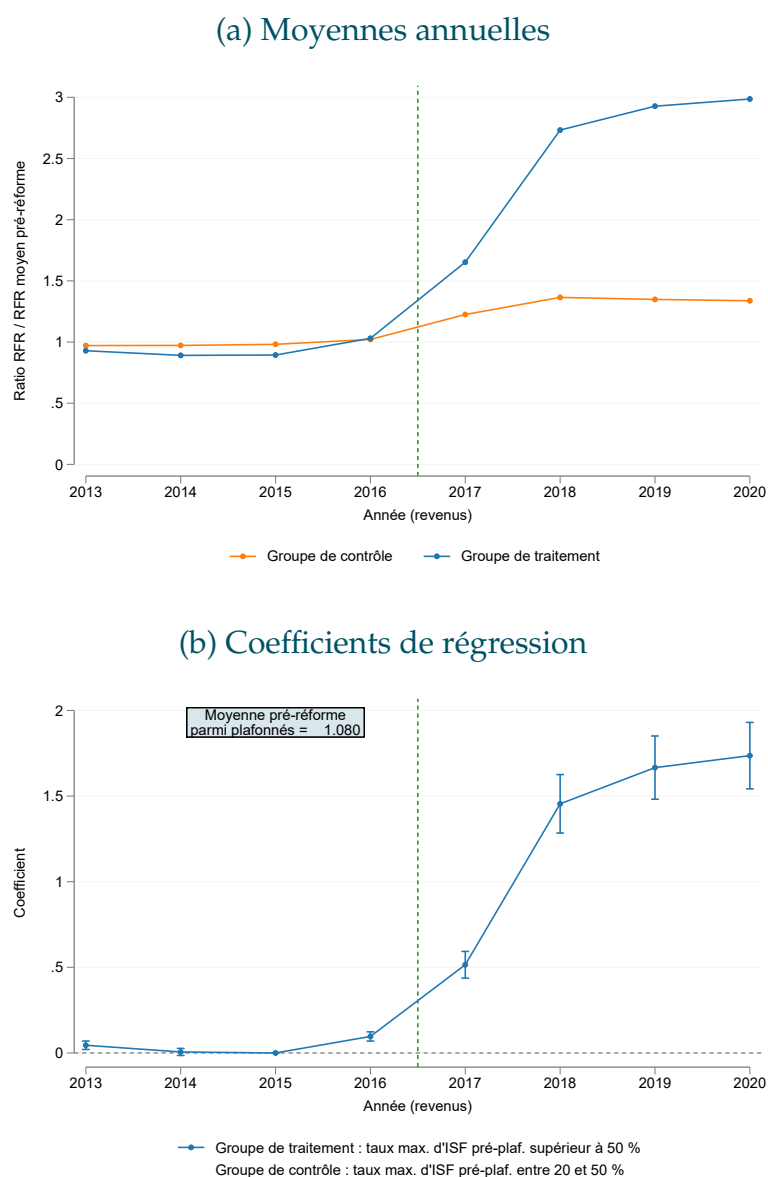 (a) Moyennes annuelles
3
2.5
2
1.5
1
.5
0
Ratio RFR / RFR moyen pré-réforme
2013 2014 2015 2016 2017 2018 2019 2020
Année (revenus)
Groupe de contrôle Groupe de traitement
(b) Coefficients de régression
Moyenne pré-réforme
parmi plafonnés = 1.080
2
1.5
1
.5
0
Coefficient
2013 2014 2015 2016 2017 2018 2019 2020
Année (revenus)
Groupe de traitement : taux max. d'ISF pré-plaf. supérieur à 50 %
Groupe de contrôle : taux max. d'ISF pré-plaf. entre 20 et 50 %